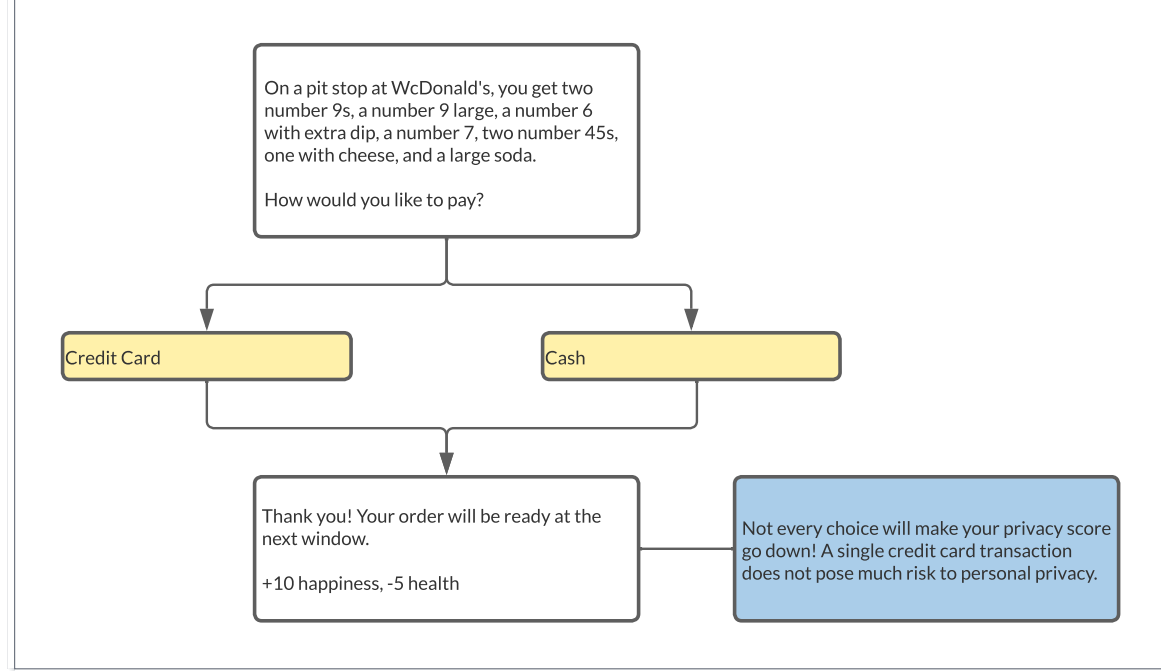 On a pit stop at WcDonald's, you get two
number 9s, a number 9 large, a number 6
with extra dip, a number 7, two number 45s,
one with cheese, and a large soda.
How would you like to pay?
Credit Card
Cash
Thank you! Your order will be ready at the
next window.
+10 happiness, -5 health
Not every choice will make your privacy score
go down! A single credit card transaction
does not pose much risk to personal privacy.